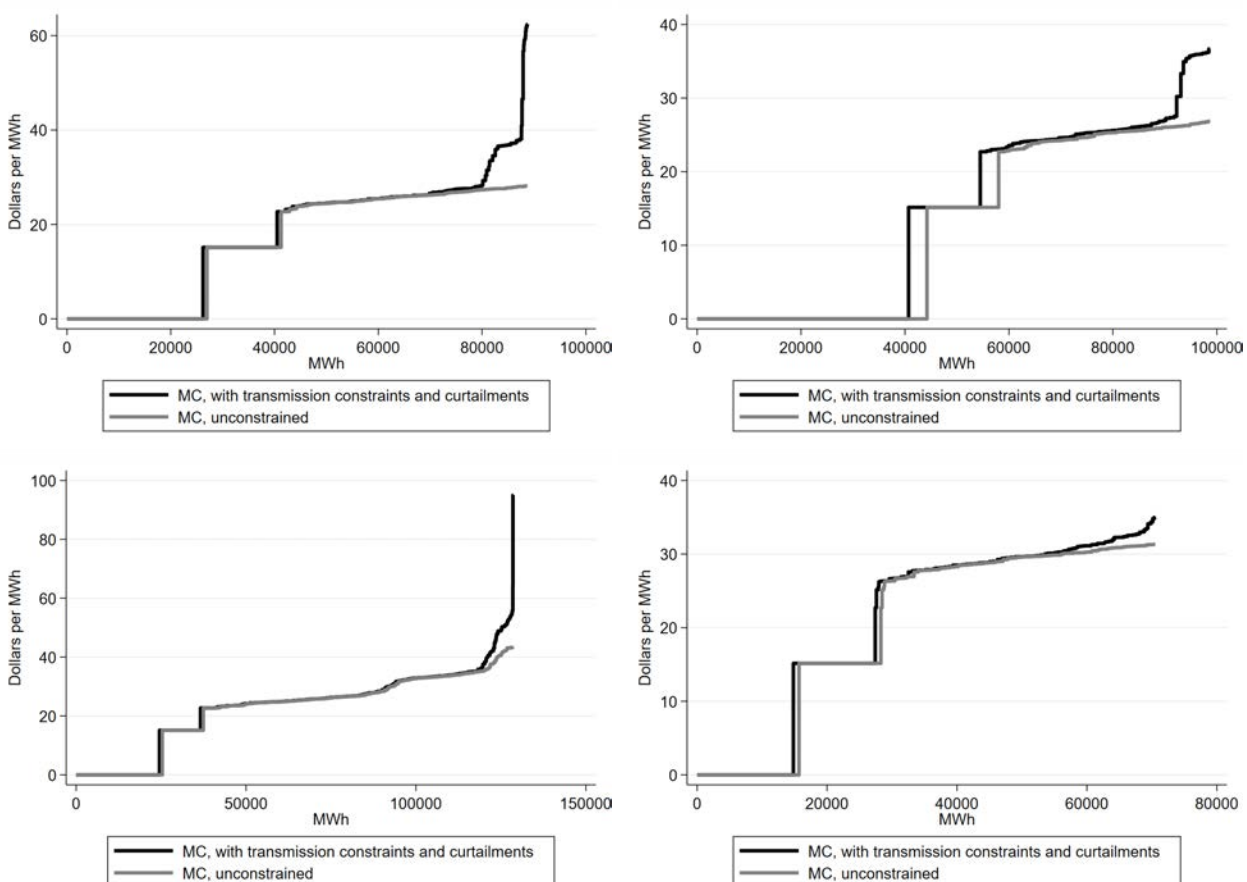 Dollars per MWh
60
40
20
0
0 20000 40000 60000 80000 100000
MWh
MC, with transmission constraints and curtailments
MC, unconstrained
Dollars per MWh
40
30
20
10
0
0 20000 40000 60000 80000 100000
MWh
MC, with transmission constraints and curtailments
MC, unconstrained
Dollars per MWh
100
80
60
40
20
0
0 50000 100000 150000
MWh
MC, with transmission constraints and curtailments
MC, unconstrained
Dollars per MWh
40
30
20
10
0
0 20000 40000 60000 80000
MWh
MC, with transmission constraints and curtailments
MC, unconstrained